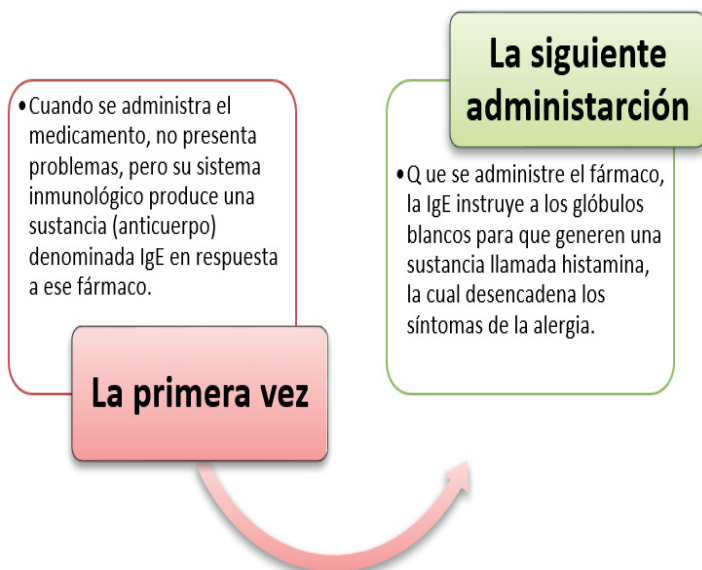 •Cuando se administra el
medicamento, no presenta
problemas, pero su sistema
inmunológico produce una
sustancia (anticuerpo)
denominada IgE en respuesta
a ese fármaco.
La primera vez
La siguiente
administarción
•Q ue se administre el fármaco,
la IgE instruye a los glóbulos
blancos para que generen una
sustancia llamada histamina,
la cual desencadena los
síntomas de la alergia.